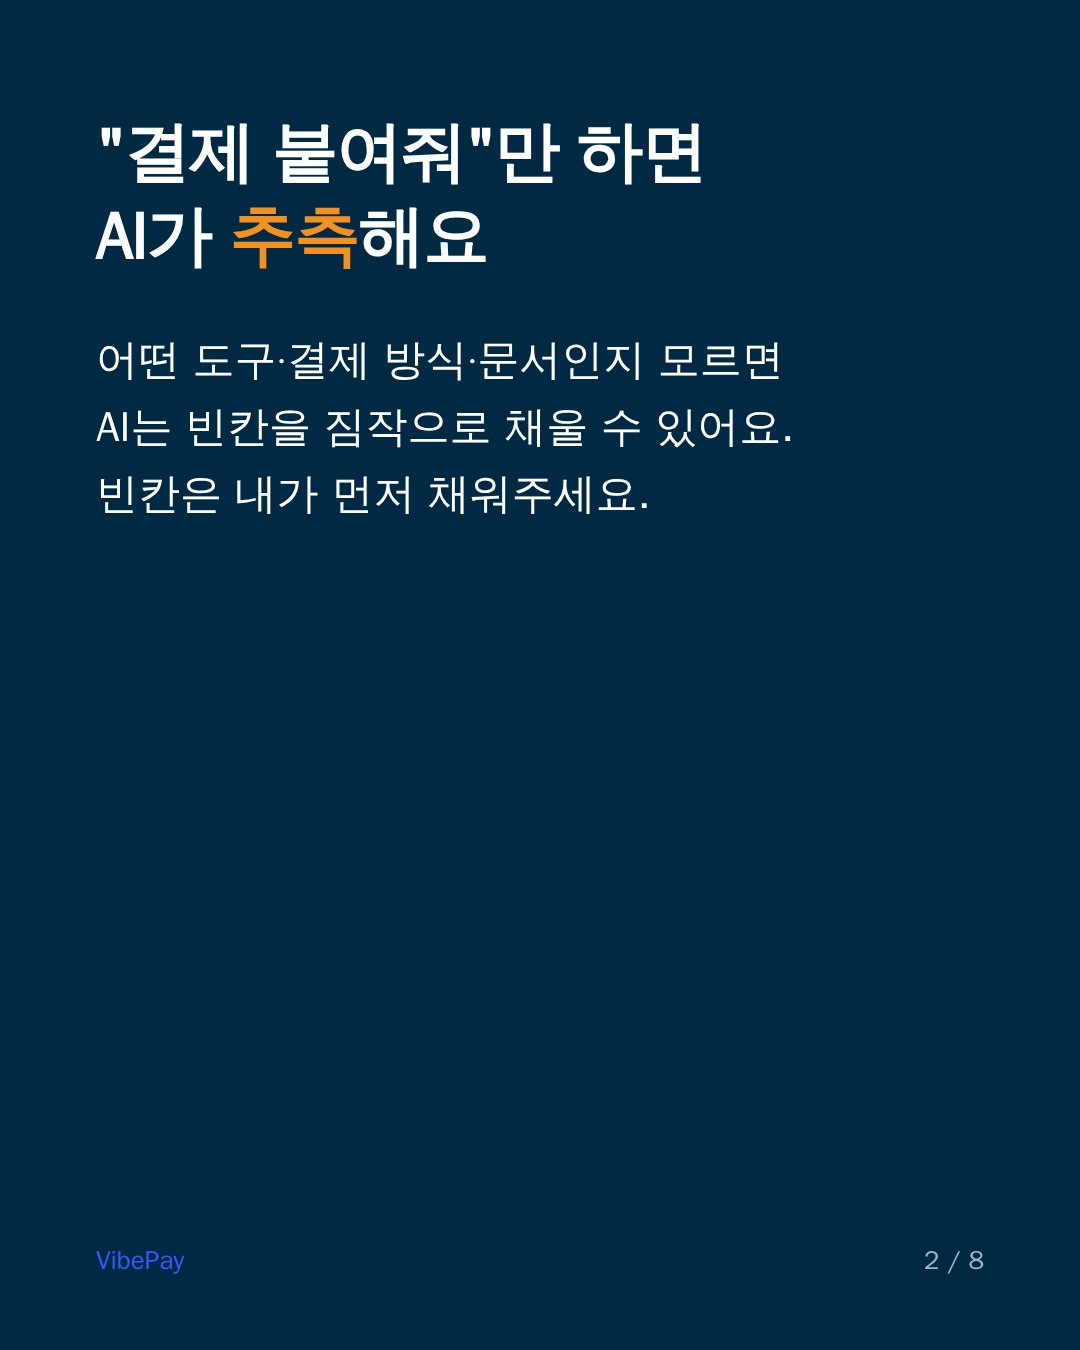 "결제 붙여줘"만 하면
AI가 추측해요
어떤 도구·결제 방식·문서인지 모르면
AI는 빈칸을 짐작으로 채울 수 있어요.
빈칸은 내가 먼저 채워주세요.
VibePay
2 / 8